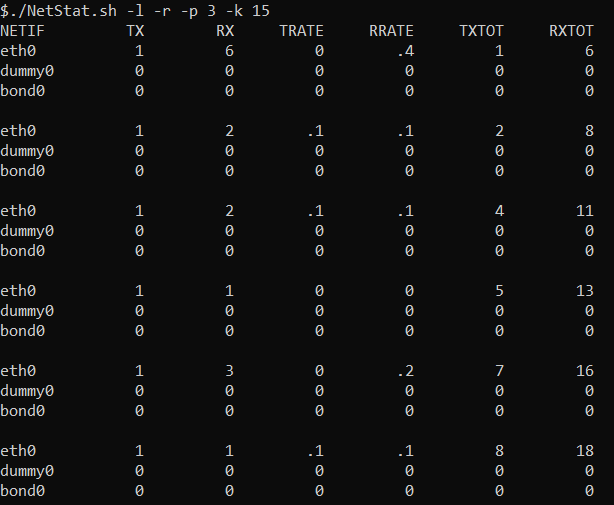 $./NetStat.sh -l -r -p 3 -k 15
NETIF TX RX TRATE RRATE TXTOT RXTOT
eth0 1 6 0 .4 1 6
dummy0 0 0 0 0 0 0
bond0 0 0 0 0 0 0
eth0 1 2 .1 .1 2 8
dummy0 0 0 0 0 0 0
bond0 0 0 0 0 0 0
eth0 1 2 .1 .1 4 11
dummy0 0 0 0 0 0 0
bond0 0 0 0 0 0 0
eth0 1 1 0 0 5 13
dummy0 0 0 0 0 0 0
bond0 0 0 0 0 0 0
eth0 1 3 0 .2 7 16
dummy0 0 0 0 0 0 0
bond0 0 0 0 0 0 0
eth0 1 1 .1 .1 8 18
dummy0 0 0 0 0 0 0
bond0 0 0 0 0 0 0